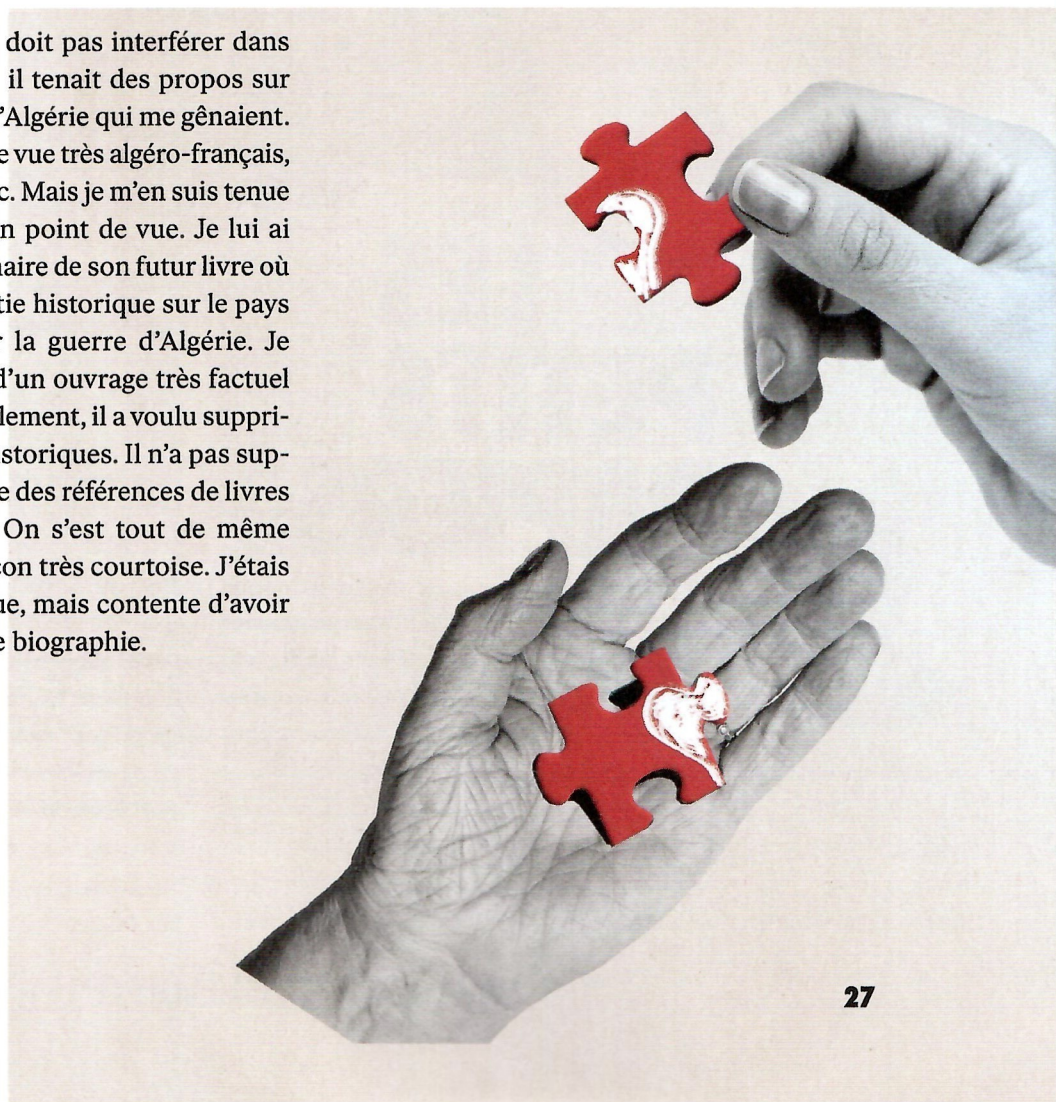 doit pas interférer dans
il tenait des propos sur
’Algérie qui me gênaient.
e vue très algéro-français,
c. Mais je m’en suis tenue
n point de vue. Je lui ai
naire de son futur livre où
tie historique sur le pays
r la guerre d’Algérie. Je
d’un ouvrage très factuel
lement, il a voulu suppri-
storiques. Il n’a pas sup-
e des références de livres
On s’est tout de même
on très courtoise. J’étais
ue, mais contente d’avoir
e biographie.
27